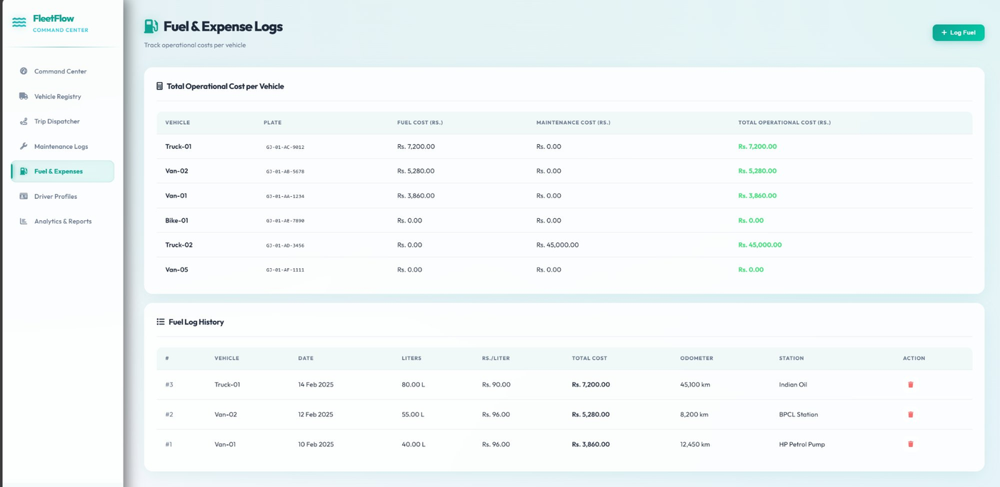 FleetFlow
COMMAND CENTER
Command Center
Vehicle Registry
Trip Dispatcher
Maintenance Logs
Fuel & Expenses
Driver Profiles
Analytics & Reports
Fuel & Expense Logs
Track operational costs per vehicle
+ Log Fuel
Total Operational Cost per Vehicle
VEHICLE PLATE FUEL COST (RS.) MAINTENANCE COST (RS.) TOTAL OPERATIONAL COST (RS.)
Truck-01 GJ-01-AC-9012 Rs. 7,200.00 Rs. 0.00 Rs. 7,200.00
Van-02 GJ-01-AB-5678 Rs. 5,280.00 Rs. 0.00 Rs. 5,280.00
Van-01 GJ-01-AA-1234 Rs. 3,860.00 Rs. 0.00 Rs. 3,860.00
Bike-01 GJ-01-AE-7890 Rs. 0.00 Rs. 0.00 Rs. 0.00
Truck-02 GJ-01-AD-3456 Rs. 0.00 Rs. 45,000.00 Rs. 45,000.00
Van-05 GJ-01-AF-1111 Rs. 0.00 Rs. 0.00 Rs. 0.00
Fuel Log History
# VEHICLE DATE LITERS RS./LITER TOTAL COST ODOMETER STATION ACTION
#3 Truck-01 14 Feb 2025 80.00 L Rs. 90.00 Rs. 7,200.00 45,100 km Indian Oil
#2 Van-02 12 Feb 2025 55.00 L Rs. 96.00 Rs. 5,280.00 8,200 km BPCL Station
#1 Van-01 10 Feb 2025 40.00 L Rs. 96.00 Rs. 3,860.00 12,450 km HP Petrol Pump